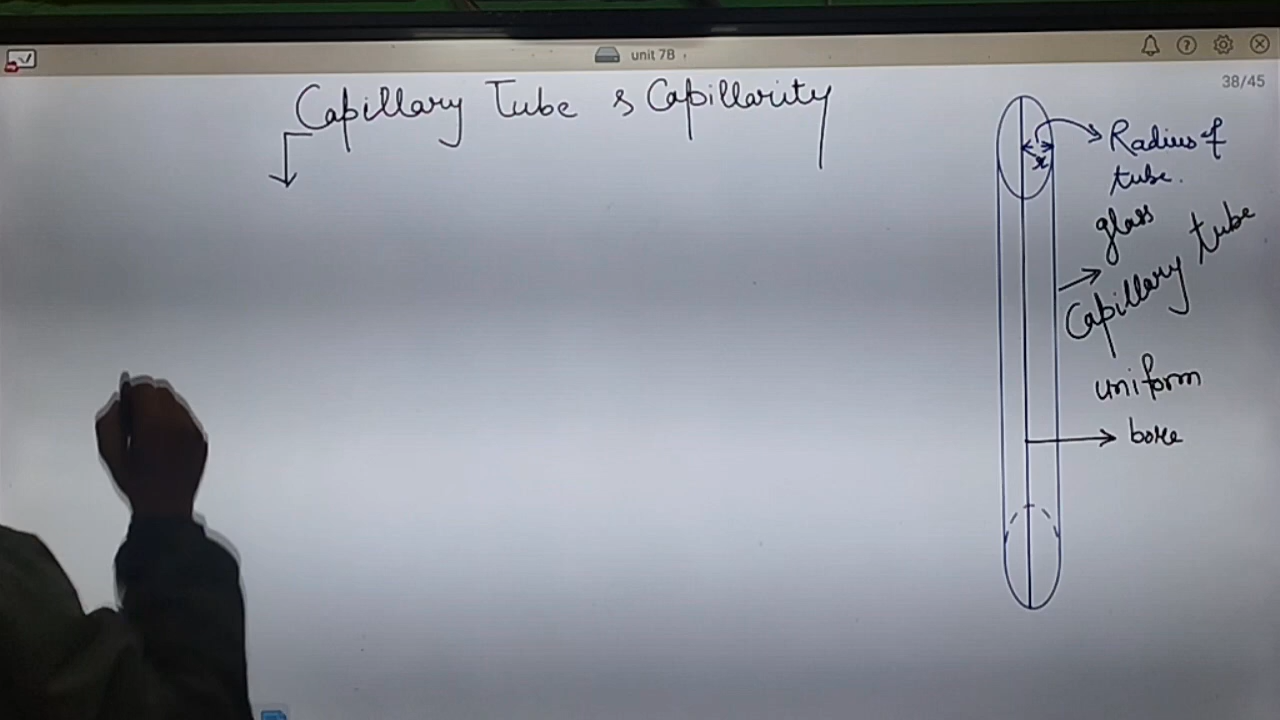 unit 7B
38/45
Capillary Tube & Capillarity
Radius of
tube.
r
glass
Capillary tube
uniform
bore